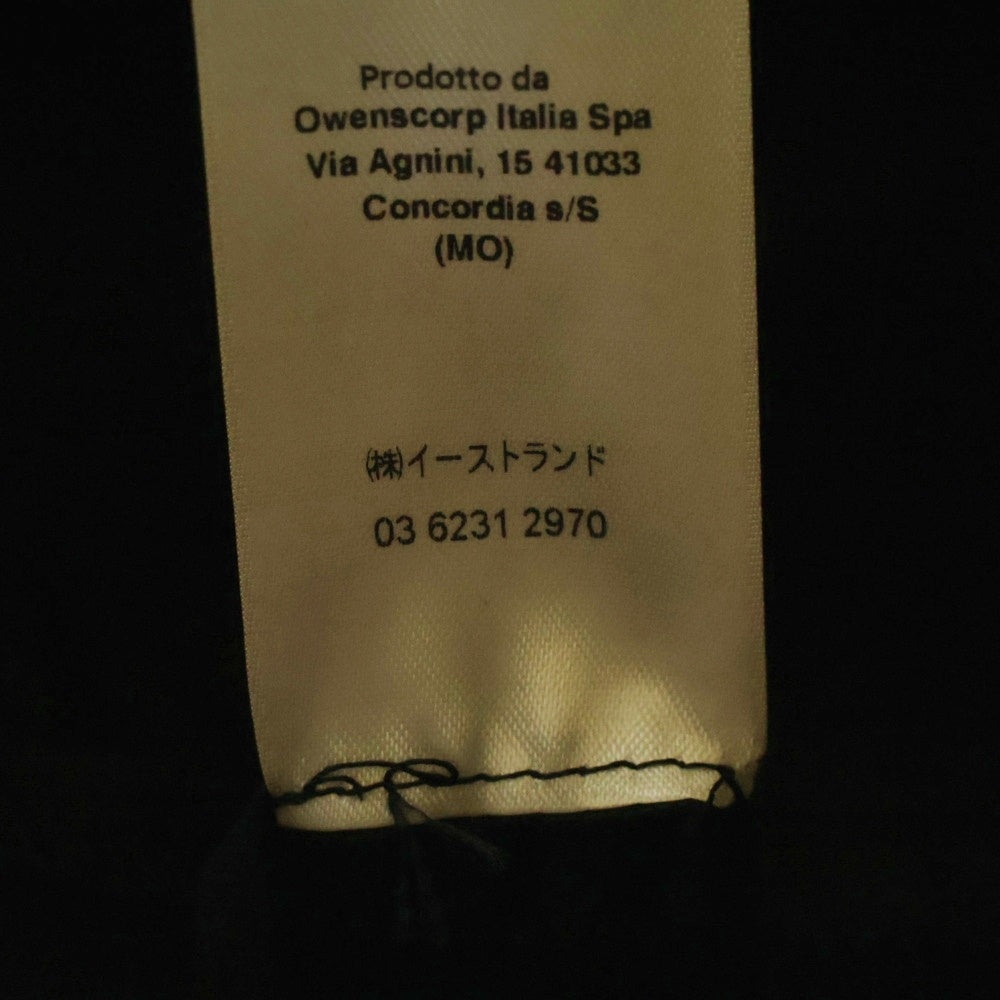 Prodotto da
Owenscorp Italia Spa
Via Agnini, 15 41033
Concordia s/S
(MO)
㈱イーストランド
03 6231 2970